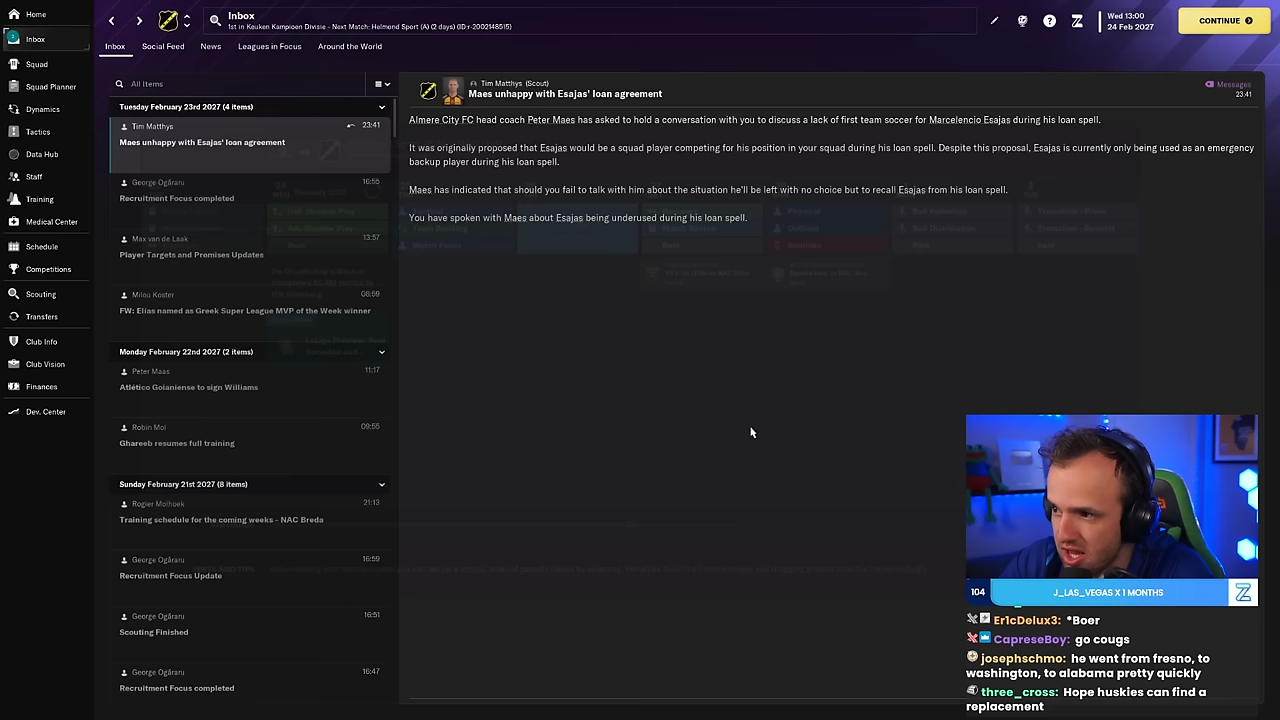 Home
Inbox
Squad
Squad Planner
Dynamics
Tactics
Data Hub
Staff
Training
Medical Center
Schedule
Competitions
Scouting
Transfers
Club Info
Club Vision
Finances
Dev. Center
Inbox
1st in Keuken Kampioen Divisie - Next Match: Helmond Sport (A) (2 days) (ID:r-2002148515)
Wed 13:00
24 Feb 2027
CONTINUE
Inbox
Social Feed
News
Leagues in Focus
Around the World
All Items
Tuesday February 23rd 2027 (4 items)
Tim Matthys
23:41
Maes unhappy with Esajas' loan agreement
George Ogăraru
16:55
Recruitment Focus completed
Max van de Laak
13:57
Player Targets and Promises Updates
Milou Koster
08:59
FW: Elías named as Greek Super League MVP of the Week winner
Monday February 22nd 2027 (2 items)
Peter Maas
11:17
Atlético Goianiense to sign Williams
Robin Mol
09:55
Ghareeb resumes full training
Sunday February 21st 2027 (8 items)
Rogier Molhoek
21:13
Training schedule for the coming weeks - NAC Breda
George Ogăraru
16:59
Recruitment Focus Update
George Ogăraru
16:51
Scouting Finished
George Ogăraru
16:47
Recruitment Focus completed
Tim Matthys (Scout)
Maes unhappy with Esajas' loan agreement
Messages
23:41
Almere City FC head coach Peter Maes has asked to hold a conversation with you to discuss a lack of first team soccer for Marcelencio Esajas during his loan spell.
It was originally proposed that Esajas would be a squad player competing for his position in your squad during his loan spell. Despite this proposal, Esajas is currently only being used as an emergency
backup player during his loan spell.
Maes has indicated that should you fail to talk with him about the situation he'll be left with no choice but to recall Esajas from his loan spell.
You have spoken with Maes about Esajas being underused during his loan spell.
104
J_LAS_VEGAS X 1 MONTHS
Er1cDelux3: *Boer
CapreseBoy: go cougs
josephschmo: he went from fresno, to
washington, to alabama pretty quickly
three_cross: Hope huskies can find a
replacement